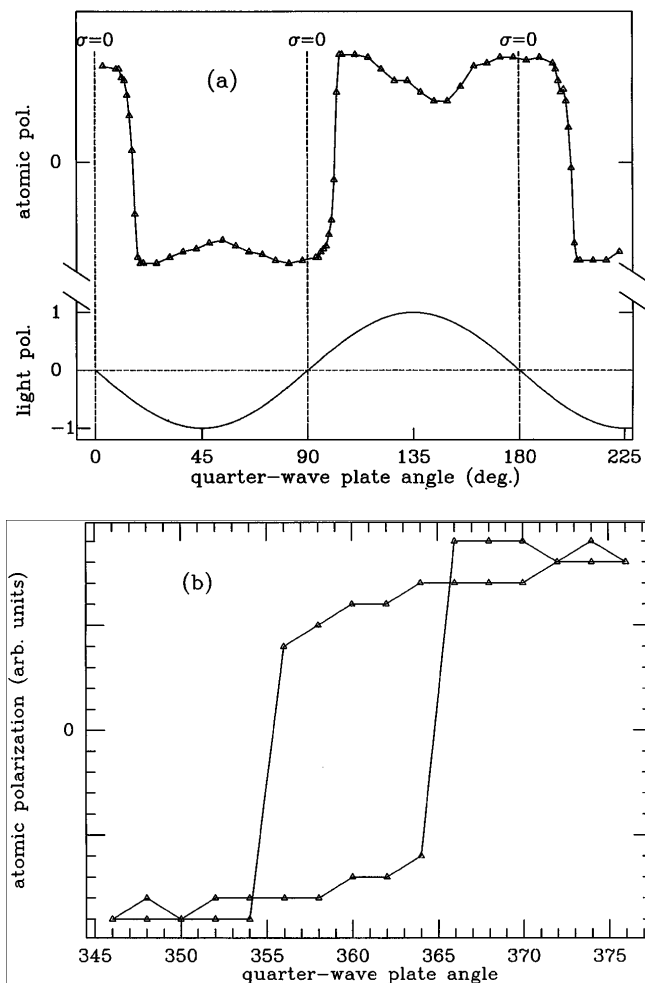 σ=0 σ=0 σ=0
(a)
atomic pol.
0
light pol.
1
0
−1
0 45 90 135 180 225
quarter−wave plate angle (deg.)
(b)
atomic polarization (arb. units)
0
345 350 355 360 365 370 375
quarter−wave plate angle